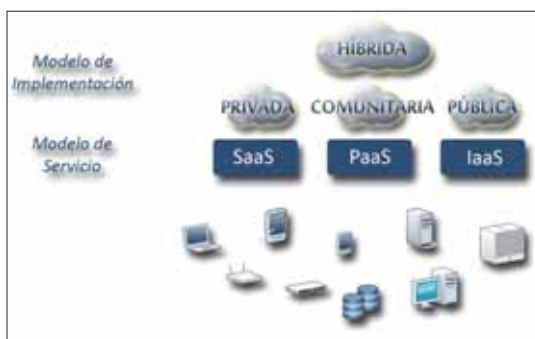 HÍBRIDA
Modelo de
Implementación
PRIVADA COMUNITARIA PÚBLICA
Modelo de
Servicio
SaaS PaaS IaaS